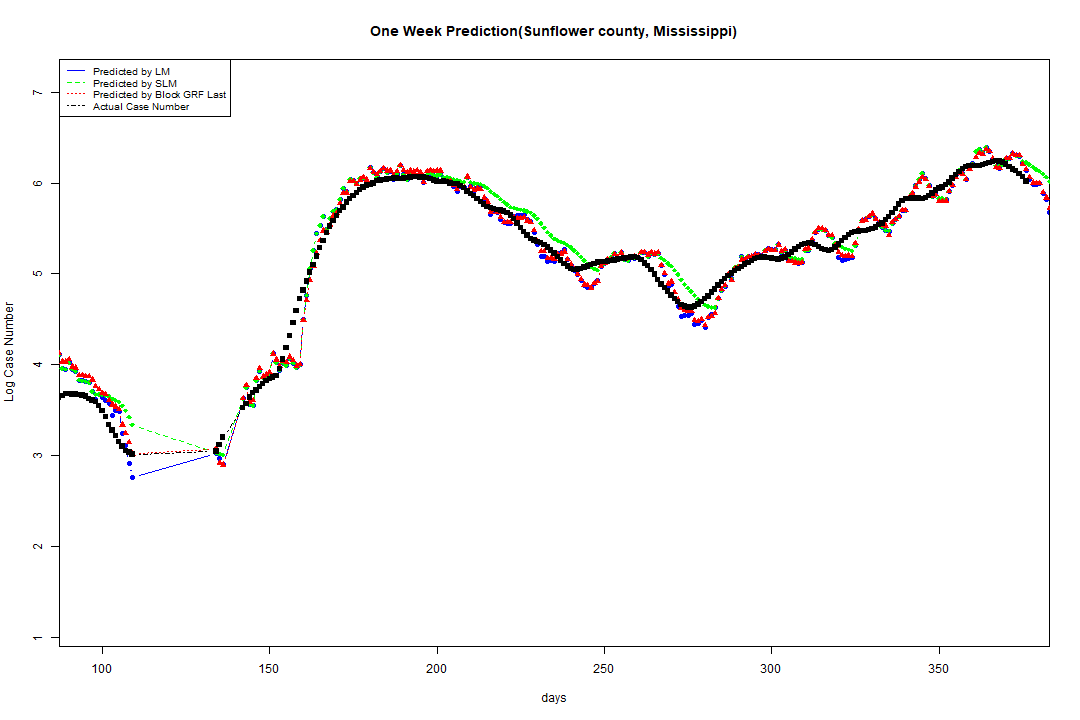 One Week Prediction(Sunflower county, Mississippi)
Predicted by LM
Predicted by SLM
Predicted by Block GRF Last
Actual Case Number
7
6
5
4
3
2
1
Log Case Number
100 150 200 250 300 350
days